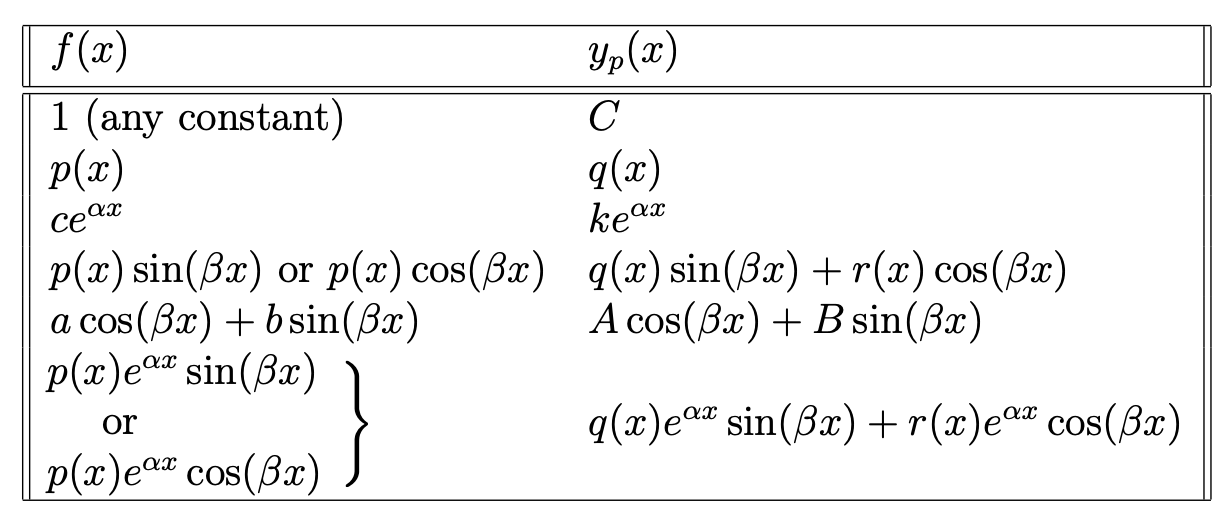 f(x) y_p(x)
1 (any constant) C
p(x) q(x)
ce^{αx} ke^{αx}
p(x) sin(βx) or p(x) cos(βx) q(x) sin(βx) + r(x) cos(βx)
a cos(βx) + b sin(βx) A cos(βx) + B sin(βx)
p(x)e^{αx} sin(βx)
or
p(x)e^{αx} cos(βx)
} q(x)e^{αx} sin(βx) + r(x)e^{αx} cos(βx)